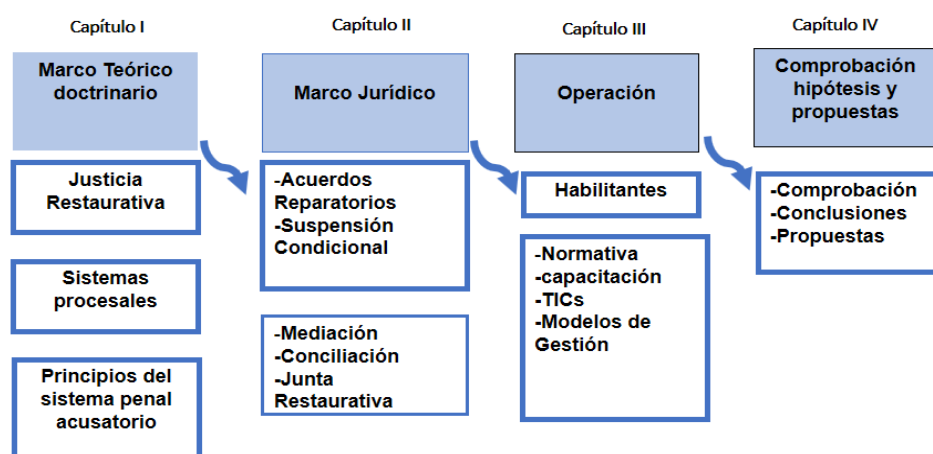 Capítulo I
Marco Teórico
doctrinario
Justicia
Restaurativa
Sistemas
procesales
Principios del
sistema penal
acusatorio
Capítulo II
Marco Jurídico
-Acuerdos
Reparatorios
-Suspensión
Condicional
-Mediación
-Conciliación
-Junta
Restaurativa
Capítulo III
Operación
Habilitantes
-Normativa
-capacitación
-TICs
-Modelos de
Gestión
Capítulo IV
Comprobación
hipótesis y
propuestas
-Comprobación
-Conclusiones
-Propuestas